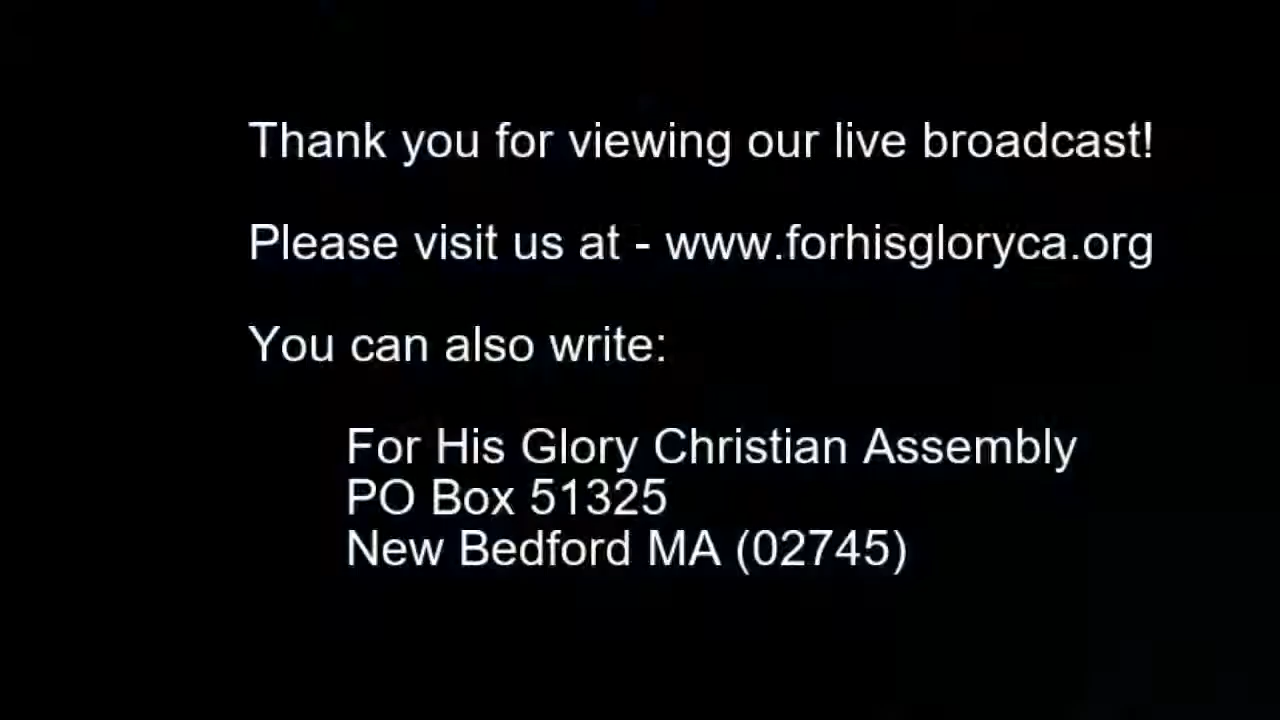 Thank you for viewing our live broadcast!
Please visit us at - www.forhisgloryca.org
You can also write:
For His Glory Christian Assembly
PO Box 51325
New Bedford MA (02745)